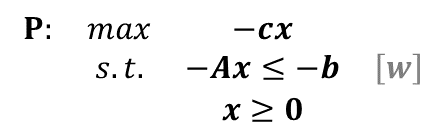 P: max −cx
s.t. −Ax ≤ −b [w]
x ≥ 0